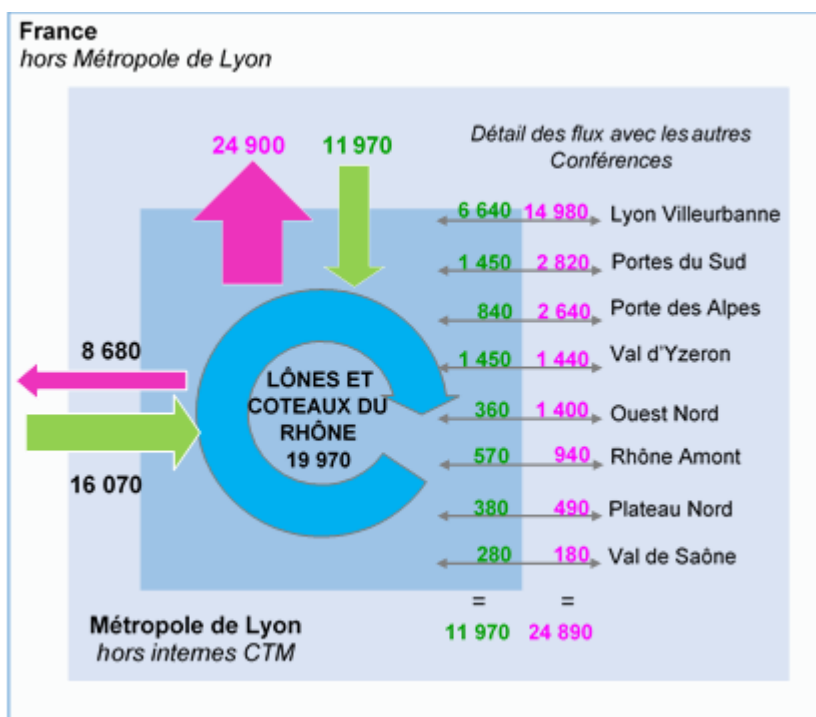 France
hors Métropole de Lyon
24 900 11 970
Détail des flux avec les autres
Conférences
6 640 14 980 Lyon Villeurbanne
1 450 2 820 Portes du Sud
840 2 640 Porte des Alpes
1 450 1 440 Val d'Yzeron
360 1 400 Ouest Nord
570 940 Rhône Amont
380 490 Plateau Nord
280 180 Val de Saône
= =
11 970 24 890
8 680
16 070
LÔNES ET
COTEAUX DU
RHÔNE
19 970
Métropole de Lyon
hors internes CTM